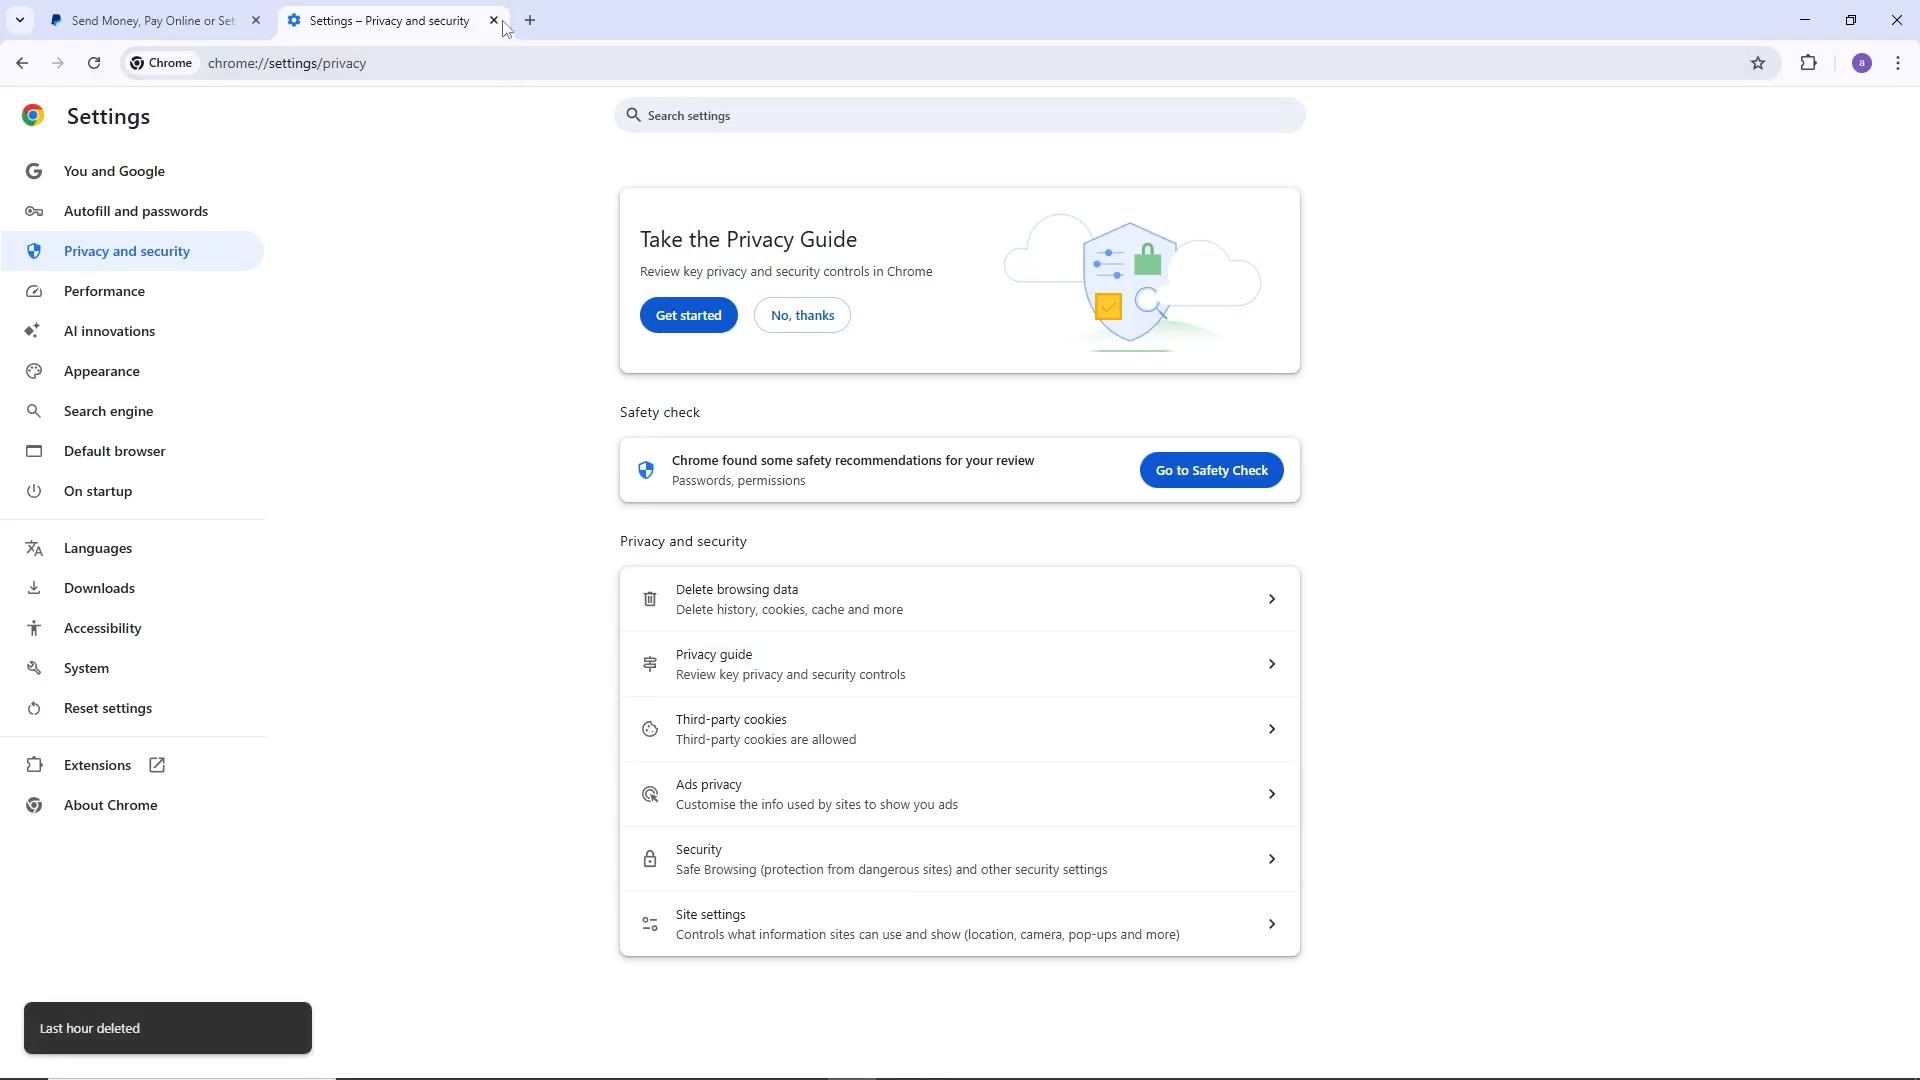 Send Money, Pay Online or Set
Settings – Privacy and security
Chrome
chrome://settings/privacy
a
Settings
Search settings
You and Google
Autofill and passwords
Privacy and security
Performance
AI innovations
Appearance
Search engine
Default browser
On startup
Languages
Downloads
Accessibility
System
Reset settings
Extensions
About Chrome
Take the Privacy Guide
Review key privacy and security controls in Chrome
Get started
No, thanks
Safety check
Chrome found some safety recommendations for your review
Passwords, permissions
Go to Safety Check
Privacy and security
Delete browsing data
Delete history, cookies, cache and more
Privacy guide
Review key privacy and security controls
Third-party cookies
Third-party cookies are allowed
Ads privacy
Customise the info used by sites to show you ads
Security
Safe Browsing (protection from dangerous sites) and other security settings
Site settings
Controls what information sites can use and show (location, camera, pop-ups and more)
Last hour deleted